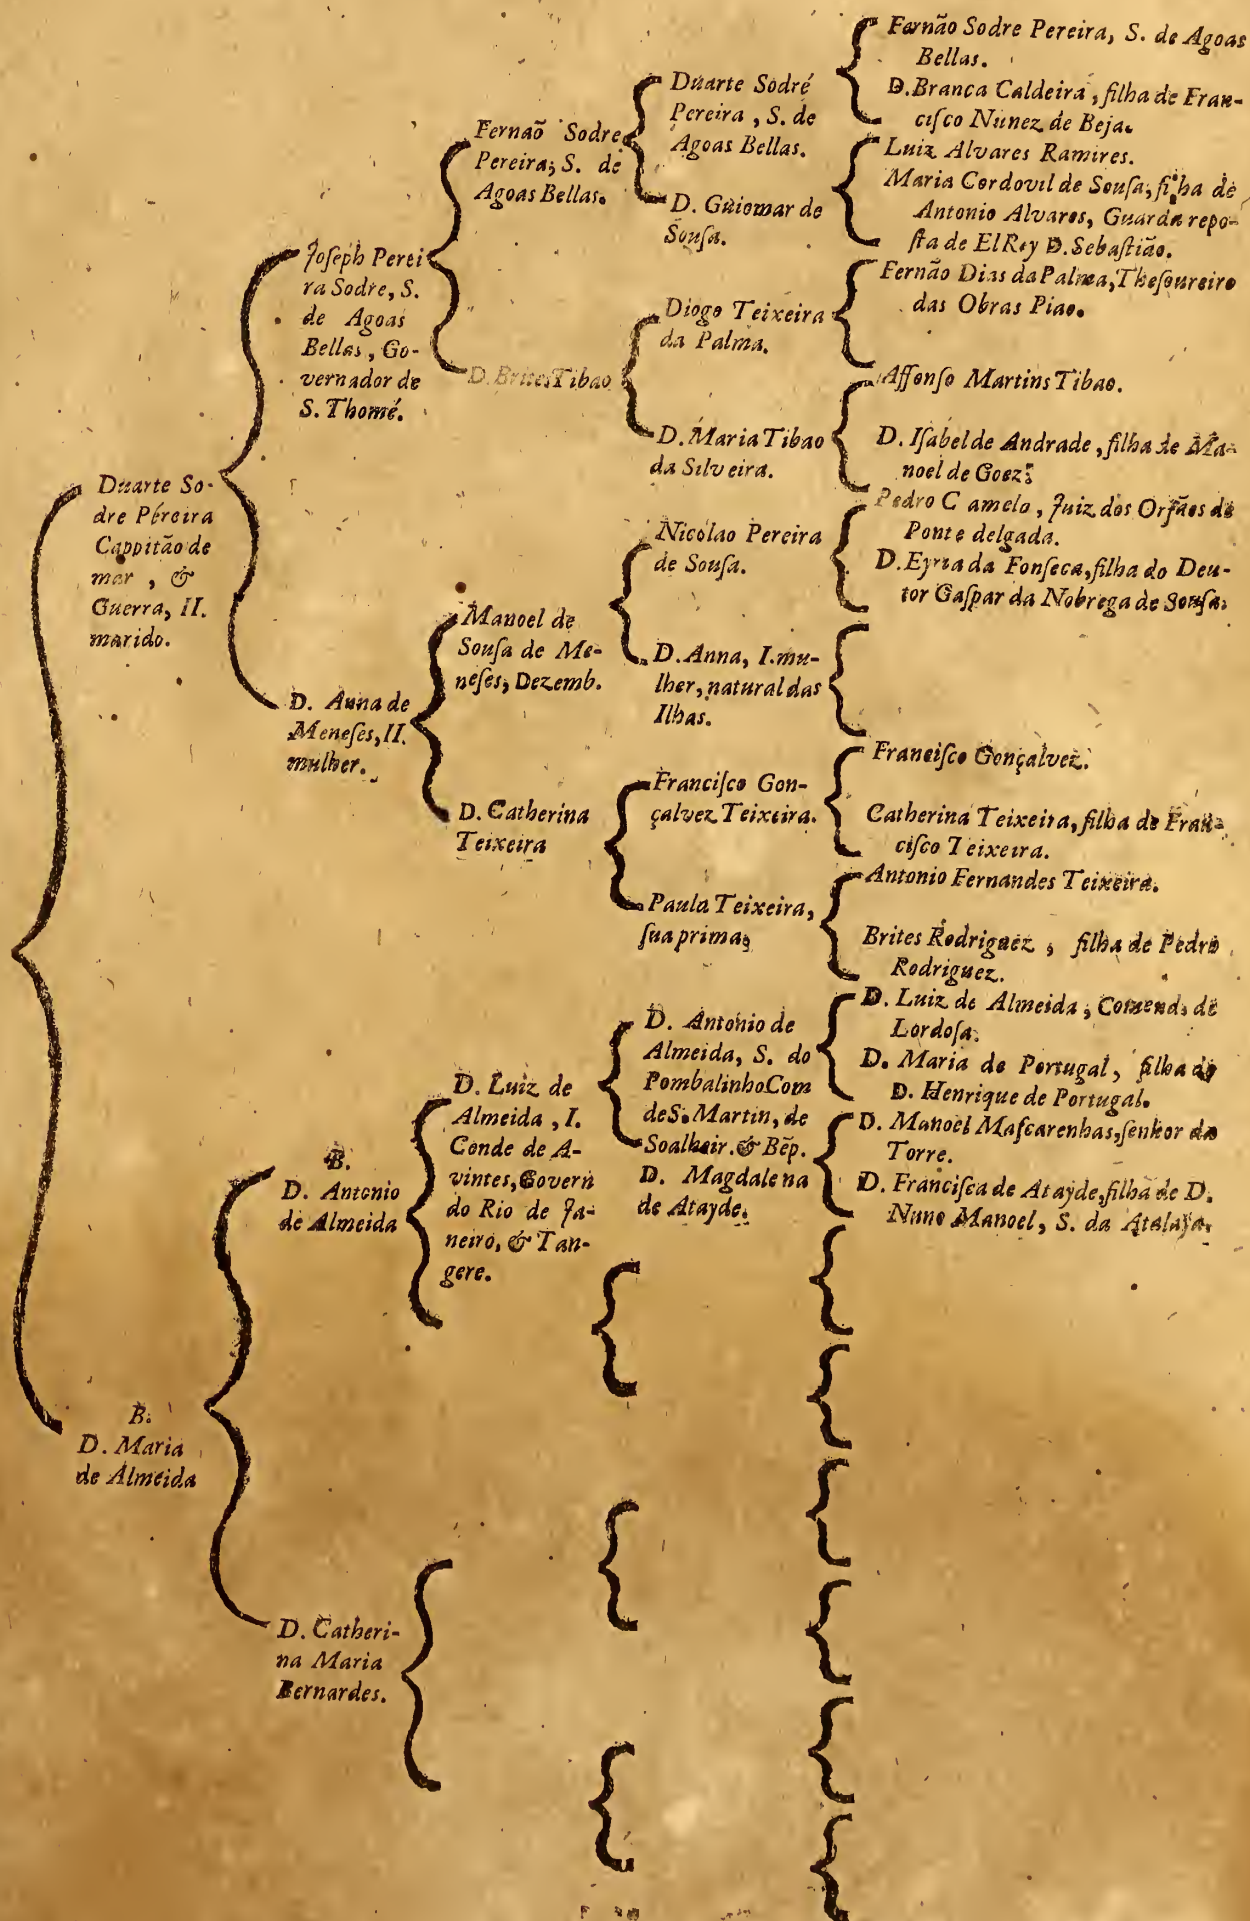 Duarte So-
dre Pereira
Cappitão de
mar, &
Guerra, II.
marido.
B.
D. Maria
de Almeida
Joseph Perei
ra Sodre, S.
de Agoas
Bellas, Go-
vernador de
S. Thomé.
D. Anna de
Meneses, II.
mulher.
B.
D. Antonio
de Almeida
D. Catheri-
na Maria
Bernardes.
Fernaõ Sodre
Pereira, S. de
Agoas Bellas.
D. Brites Tibao
Manoel de
Sousa de Me-
neses, Dezemb.
D. Catherina
Teixeira
D. Luiz de
Almeida, I.
Conde de A-
vintes, Govern
do Rio de Ja-
neiro, & Tan-
gere.
Duarte Sodré
Pereira, S. de
Agoas Bellas.
D. Guiomar de
Sousa.
Diogo Teixeira
da Palma.
D. Maria Tibao
da Silveira.
Nicolao Pereira
de Sousa.
D. Anna, I. mu-
lher, natural das
Ilhas.
Francisco Gon-
çalvez Teixeira.
Paula Teixeira,
sua prima,
D. Antonio de
Almeida, S. do
Pombalinho Com
de S. Martin, de
Soalheir. & Bẽp.
D. Magdalena
de Atayde.
Fernão Sodre Pereira, S. de Agoas
Bellas.
D. Branca Caldeira, filha de Fran-
cisco Nunez de Beja.
Luiz Alvares Ramires.
Maria Cordovil de Sousa, filha de
Antonio Alvares, Guarda repo-
sta de ElRey D. Sebastião.
Fernão Dias da Palma, Thesoureiro
das Obras Piao.
Affonso Martins Tibao.
D. Isabel de Andrade, filha de Ma-
noel de Goez.
Pedro Camelo, Juiz dos Orfãos de
Ponte delgada.
D. Eyria da Fonseca, filha do Deu-
tor Gaspar da Nobrega de Sousa.
Francisco Gonçalvez.
Catherina Teixeira, filha de Fran-
cisco Teixeira.
Antonio Fernandes Teixeira.
Brites Rodriguez, filha de Pedro
Rodriguez.
D. Luiz de Almeida, Comend. de
Lordosa.
D. Maria de Portugal, filha de
D. Henrique de Portugal.
D. Manoel Mascarenhas, senhor da
Torre.
D. Francisca de Atayde, filha de D.
Nuno Manoel, S. da Atalaya.